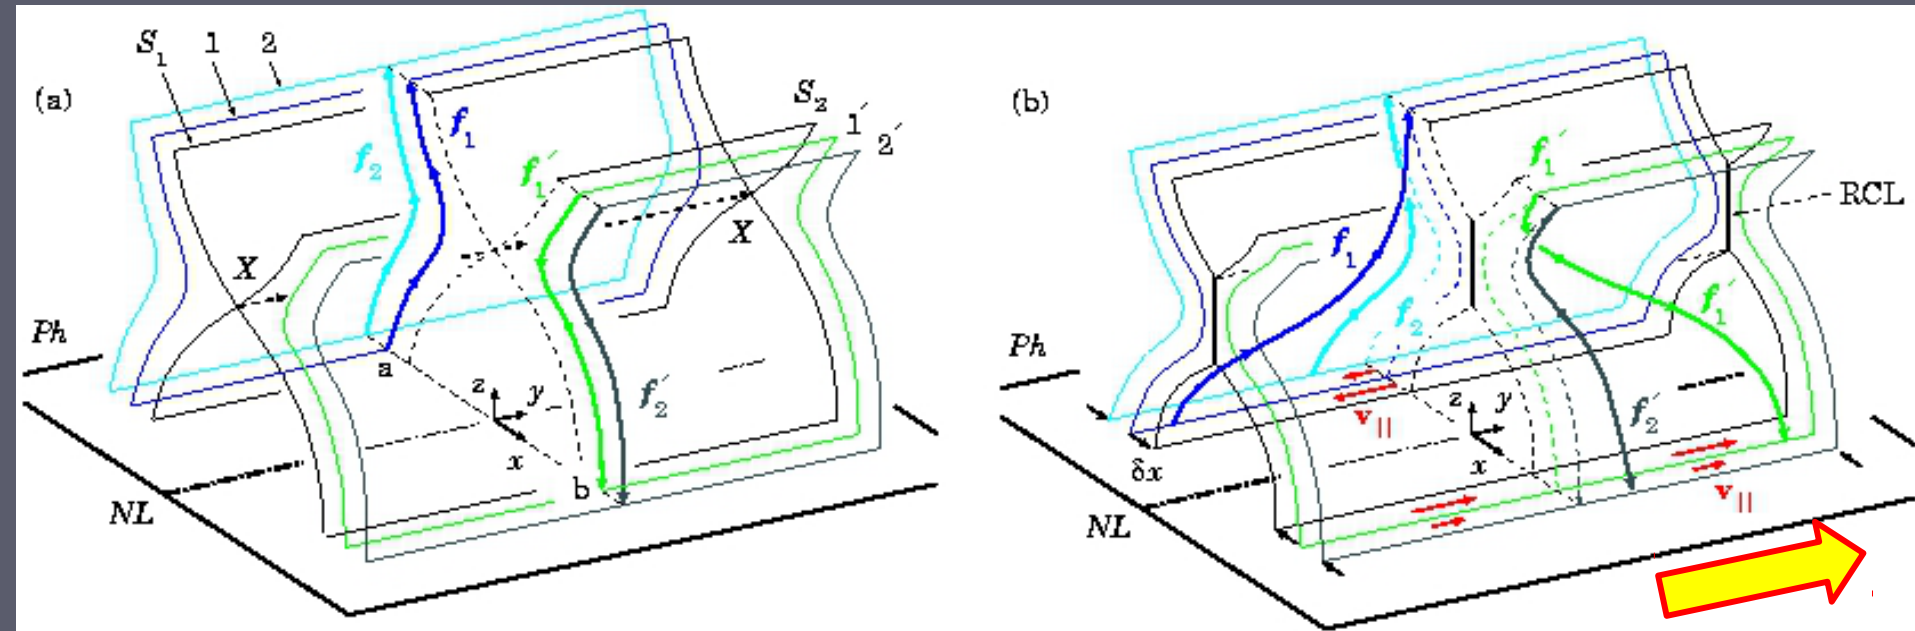 (a)
S₁ 1 2
f₁
f₂
f₁′
S₂ 1′ 2′
X
X
Ph
a
z y
x
f₂′
b
NL
(b)
f₁′
RCL
f₁
f₂
f₁′
Ph
v||
z y
x
f₂′
δx
v||
NL